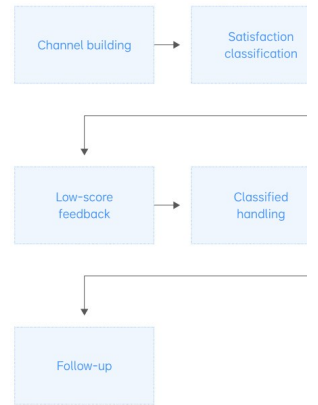 Channel building
Satisfaction
classification
Low-score
feedback
Classified
handling
Follow-up